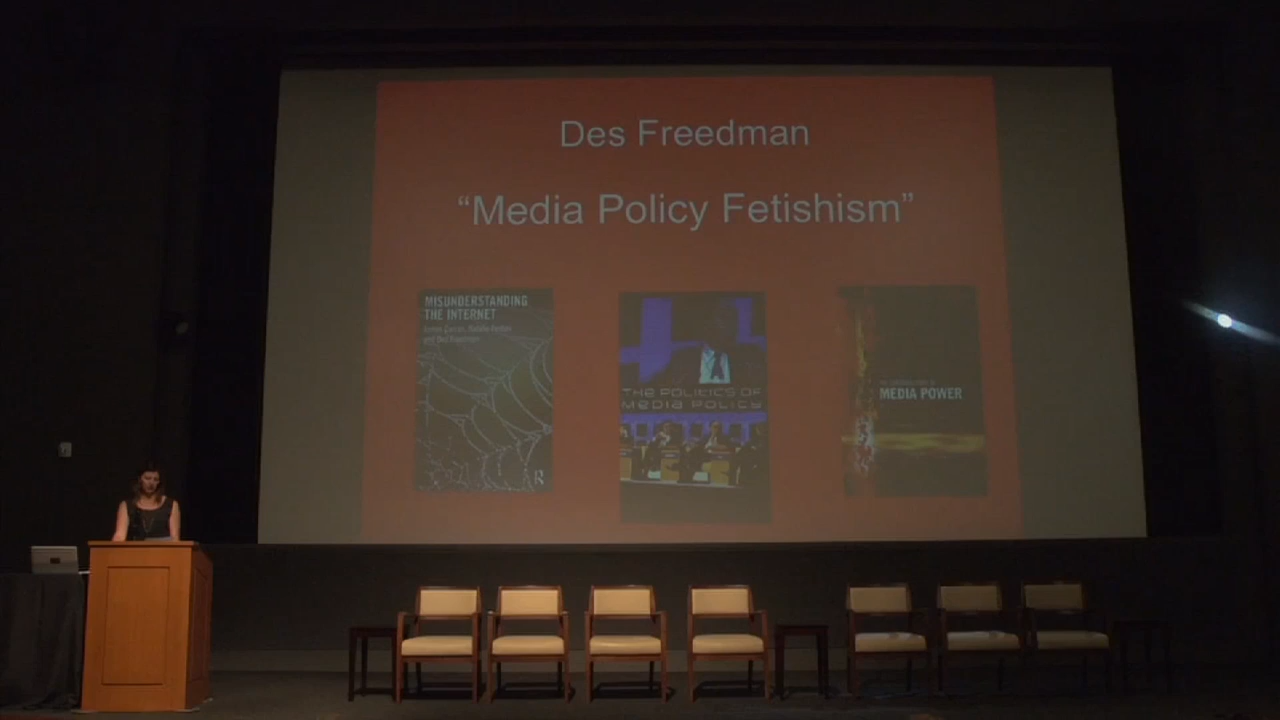 Des Freedman
“Media Policy Fetishism”
MISUNDERSTANDING
THE INTERNET
THE POLITICS OF
MEDIA POLICY
MEDIA POWER
R